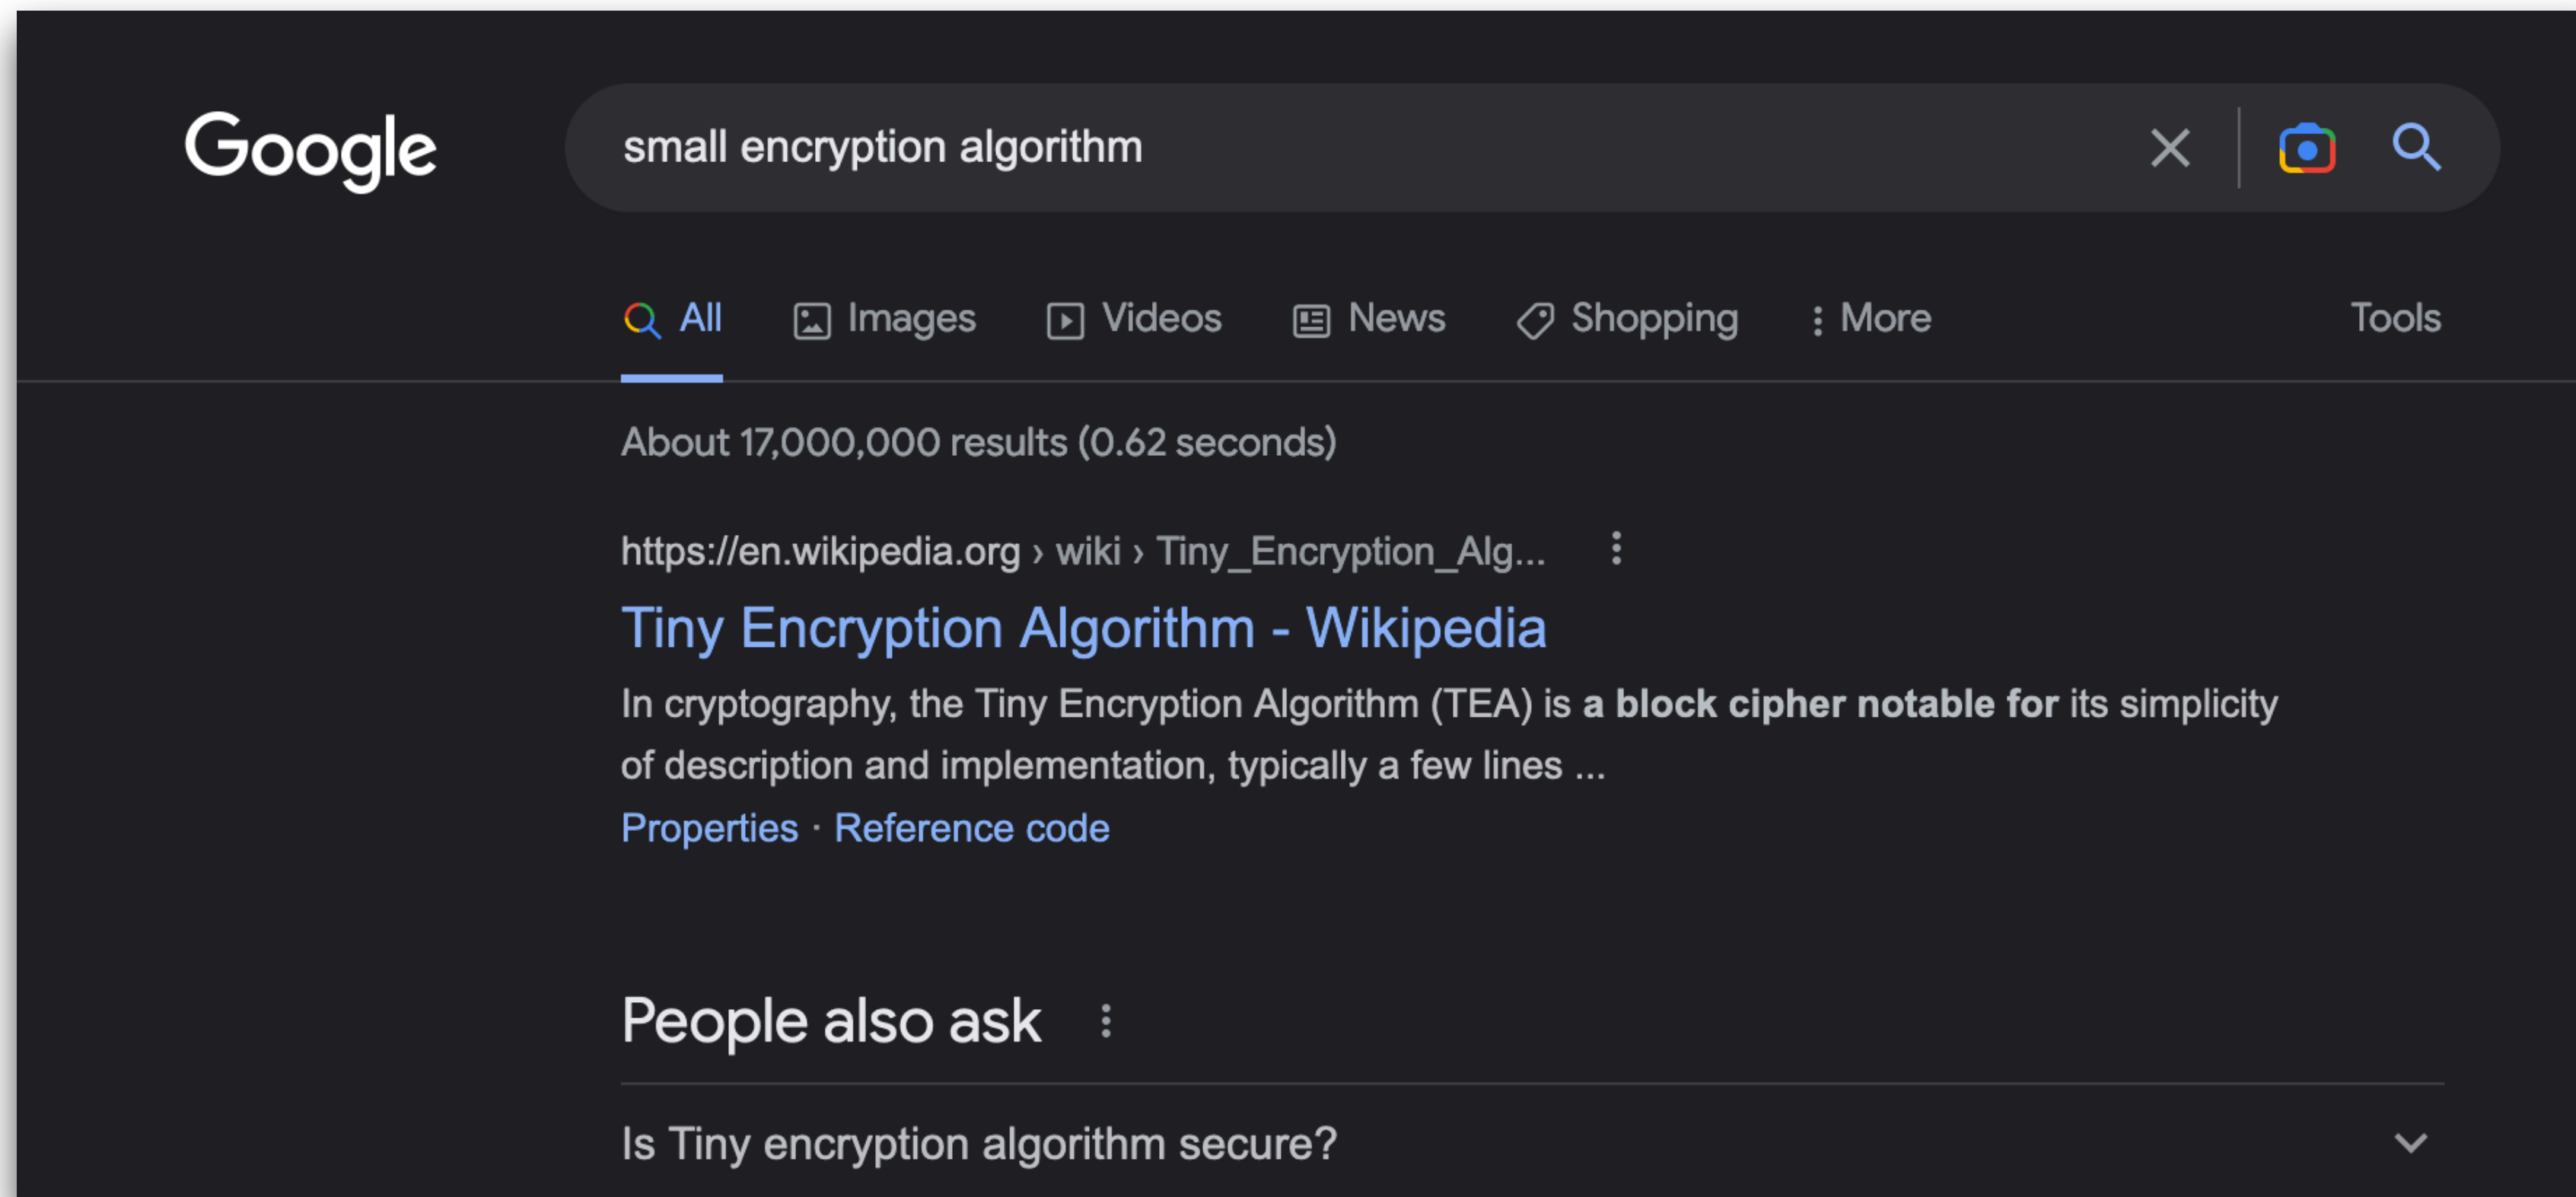 Google
small encryption algorithm
All Images Videos News Shopping More Tools
About 17,000,000 results (0.62 seconds)
https://en.wikipedia.org › wiki › Tiny_Encryption_Alg...
Tiny Encryption Algorithm - Wikipedia
In cryptography, the Tiny Encryption Algorithm (TEA) is a block cipher notable for its simplicity
of description and implementation, typically a few lines ...
Properties · Reference code
People also ask
Is Tiny encryption algorithm secure?